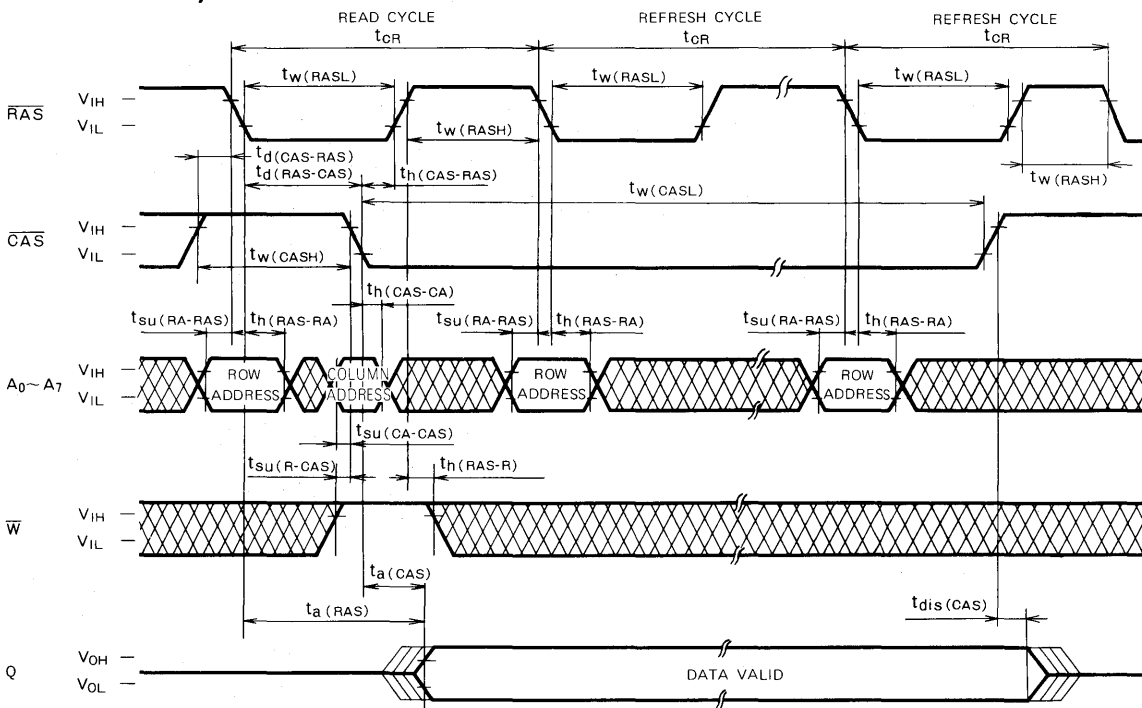 READ CYCLE
REFRESH CYCLE
REFRESH CYCLE
tCR
tCR
tCR
tw(RASL)
tw(RASL)
tw(RASL)
RAS
VIH
VIL
tw(RASH)
td(CAS-RAS)
td(RAS-CAS)
th(CAS-RAS)
tw(RASH)
tw(CASL)
CAS
VIH
VIL
tw(CASH)
th(CAS-CA)
tsu(RA-RAS)
th(RAS-RA)
tsu(RA-RAS)
th(RAS-RA)
tsu(RA-RAS)
th(RAS-RA)
A0~A7
VIH
VIL
ROW
ADDRESS
COLUMN
ADDRESS
ROW
ADDRESS
ROW
ADDRESS
tsu(CA-CAS)
tsu(R-CAS)
th(RAS-R)
W
VIH
VIL
ta(CAS)
ta(RAS)
tdis(CAS)
Q
VOH
VOL
DATA VALID